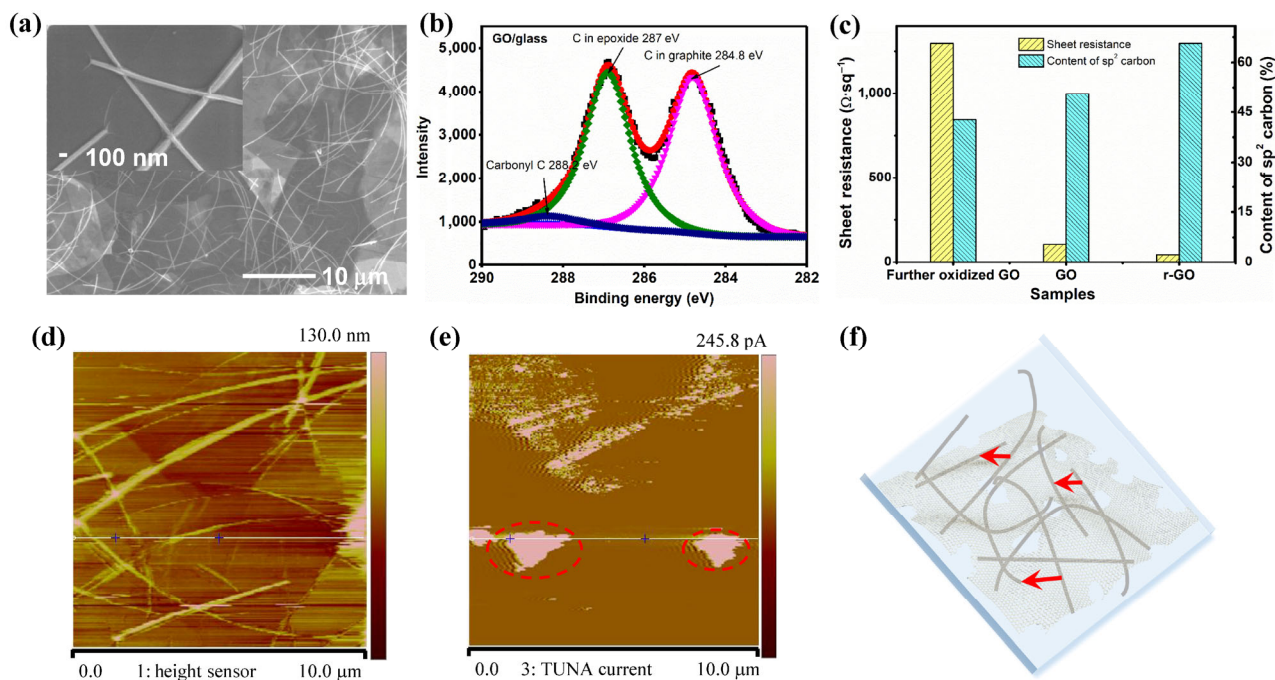 (a)
100 nm
10 μm
(b)
GO/glass
C in epoxide 287 eV
C in graphite 284.8 eV
Carbonyl C 288. eV
5,000
4,000
3,000
2,000
1,000
0
Intensity
290 288 286 284 282
Binding energy (eV)
(c)
Sheet resistance
Content of sp² carbon
1,000
500
0
Sheet resistance (Ω·sq⁻¹)
60
45
30
15
0
Content of sp² carbon (%)
Further oxidized GO GO r-GO
Samples
(d)
130.0 nm
0.0 1: height sensor 10.0 μm
(e)
245.8 pA
0.0 3: TUNA current 10.0 μm
(f)